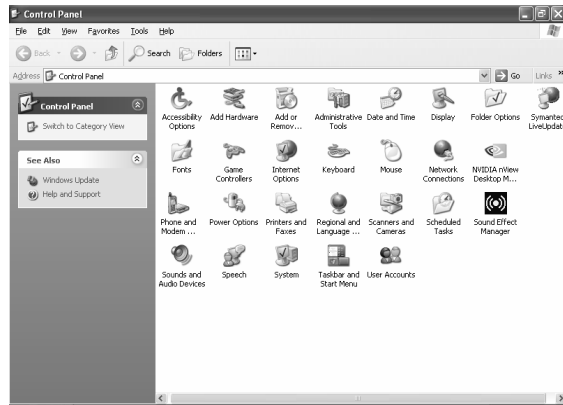 Control Panel
File Edit View Favorites Tools Help
Back Search Folders
Address Control Panel Go Links »
Control Panel
Switch to Category View
See Also
Windows Update
Help and Support
Accessibility Options
Add Hardware
Add or Remov...
Administrative Tools
Date and Time
Display
Folder Options
Symantec LiveUpdate
Fonts
Game Controllers
Internet Options
Keyboard
Mouse
Network Connections
NVIDIA nView Desktop M...
Phone and Modem ...
Power Options
Printers and Faxes
Regional and Language ...
Scanners and Cameras
Scheduled Tasks
Sound Effect Manager
Sounds and Audio Devices
Speech
System
Taskbar and Start Menu
User Accounts